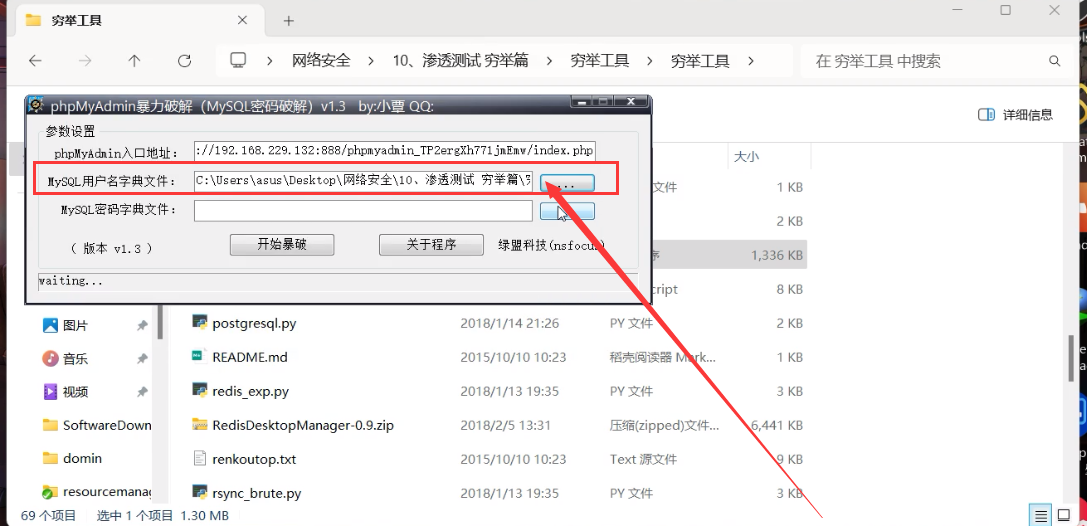 穷举工具
网络安全 > 10、渗透测试 穷举篇 > 穷举工具 > 穷举工具 >
在 穷举工具 中搜索
详细信息
phpMyAdmin暴力破解（MySQL密码破解）v1.3 by:小覃 QQ:
参数设置
phpMyAdmin入口地址： ://192.168.229.132:888/phpmyadmin_TP2ergXh771jmEmv/index.php
MySQL用户名字典文件： C:\Users\asus\Desktop\网络安全\10、渗透测试 穷举篇\
...
MySQL密码字典文件：
（ 版本 v1.3 ）
开始暴破
关于程序
绿盟科技(nsfocus)
waiting...
大小
文件 1 KB
2 KB
序 1,336 KB
cript 8 KB
图片
音乐
视频
SoftwareDown
domin
resourcemanag
postgresql.py 2018/1/14 21:26 PY 文件 2 KB
README.md 2015/10/10 10:23 稻壳阅读器 Mark... 1 KB
redis_exp.py 2018/1/13 19:35 PY 文件 3 KB
RedisDesktopManager-0.9.zip 2018/2/5 13:31 压缩(zipped)文件... 6,441 KB
renkoutop.txt 2015/10/10 10:23 Text 源文件 9 KB
rsync_brute.py 2018/1/13 19:35 PY 文件 3 KB
69 个项目 选中 1 个项目 1.30 MB